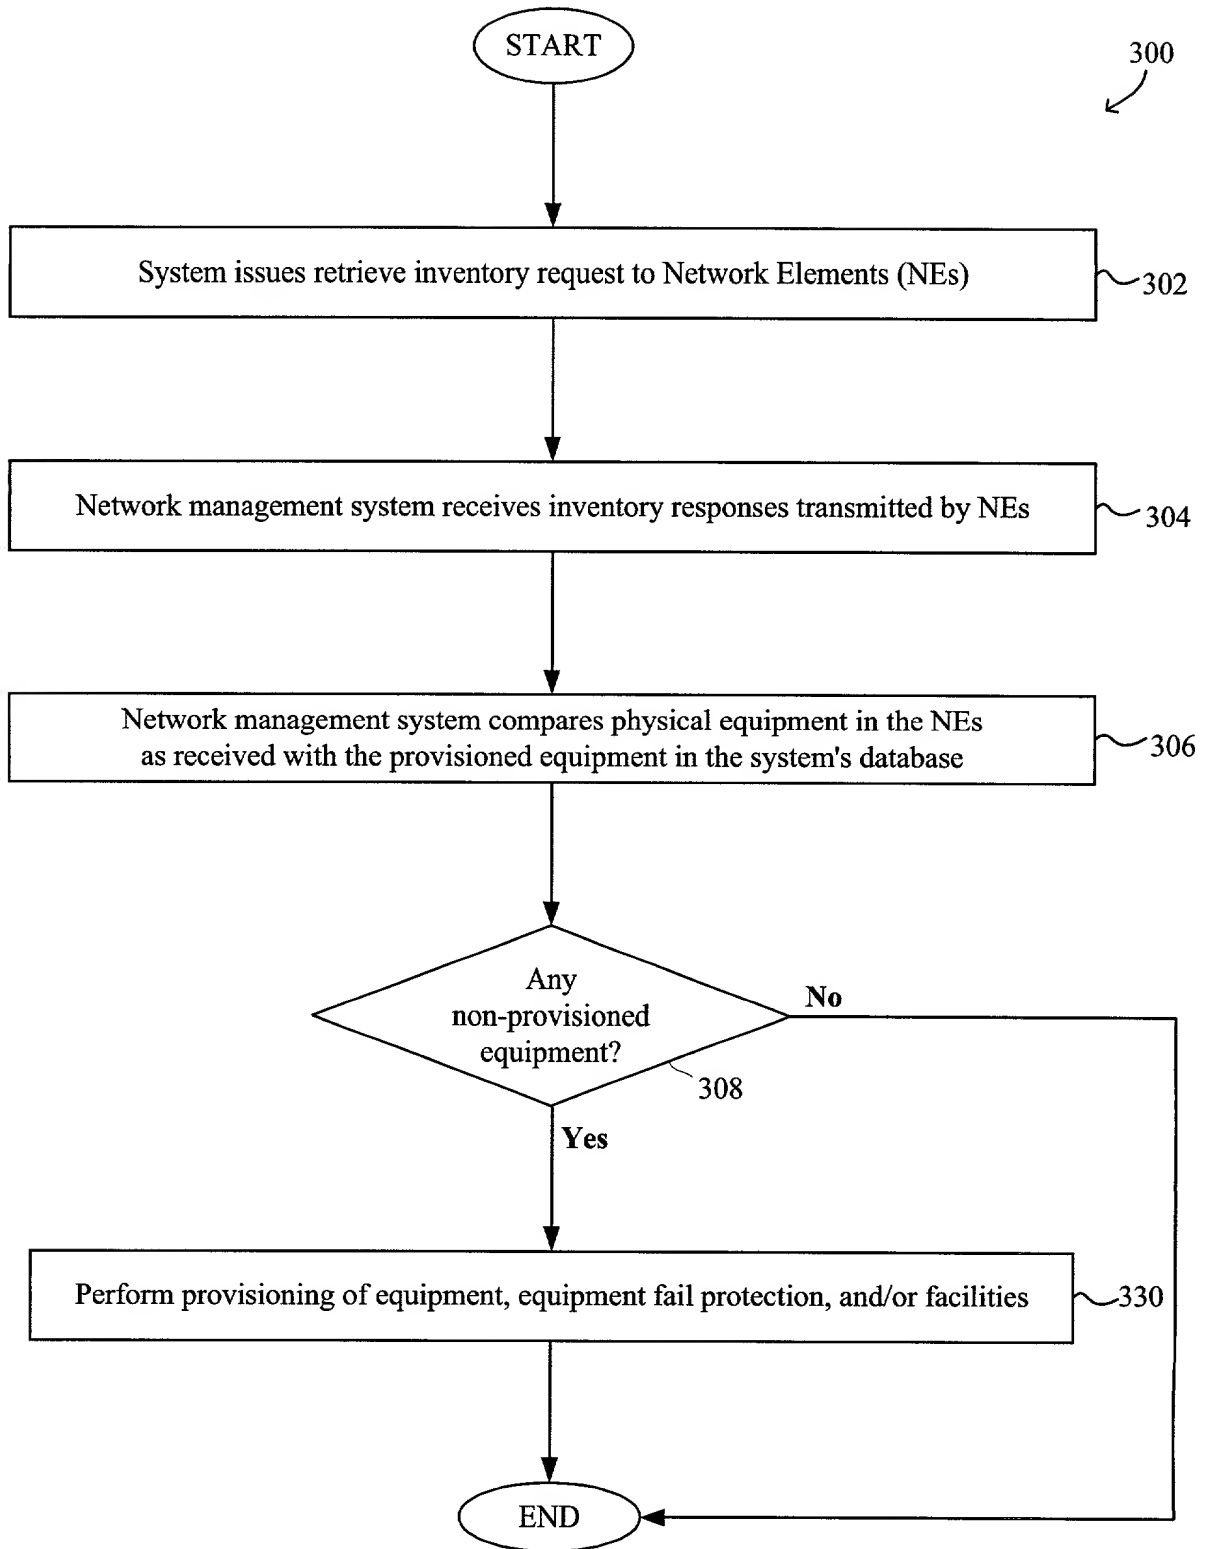 START
300
System issues retrieve inventory request to Network Elements (NEs)
302
Network management system receives inventory responses transmitted by NEs
304
Network management system compares physical equipment in the NEs
as received with the provisioned equipment in the system's database
306
Any
non-provisioned
equipment?
No
308
Yes
Perform provisioning of equipment, equipment fail protection, and/or facilities
330
END